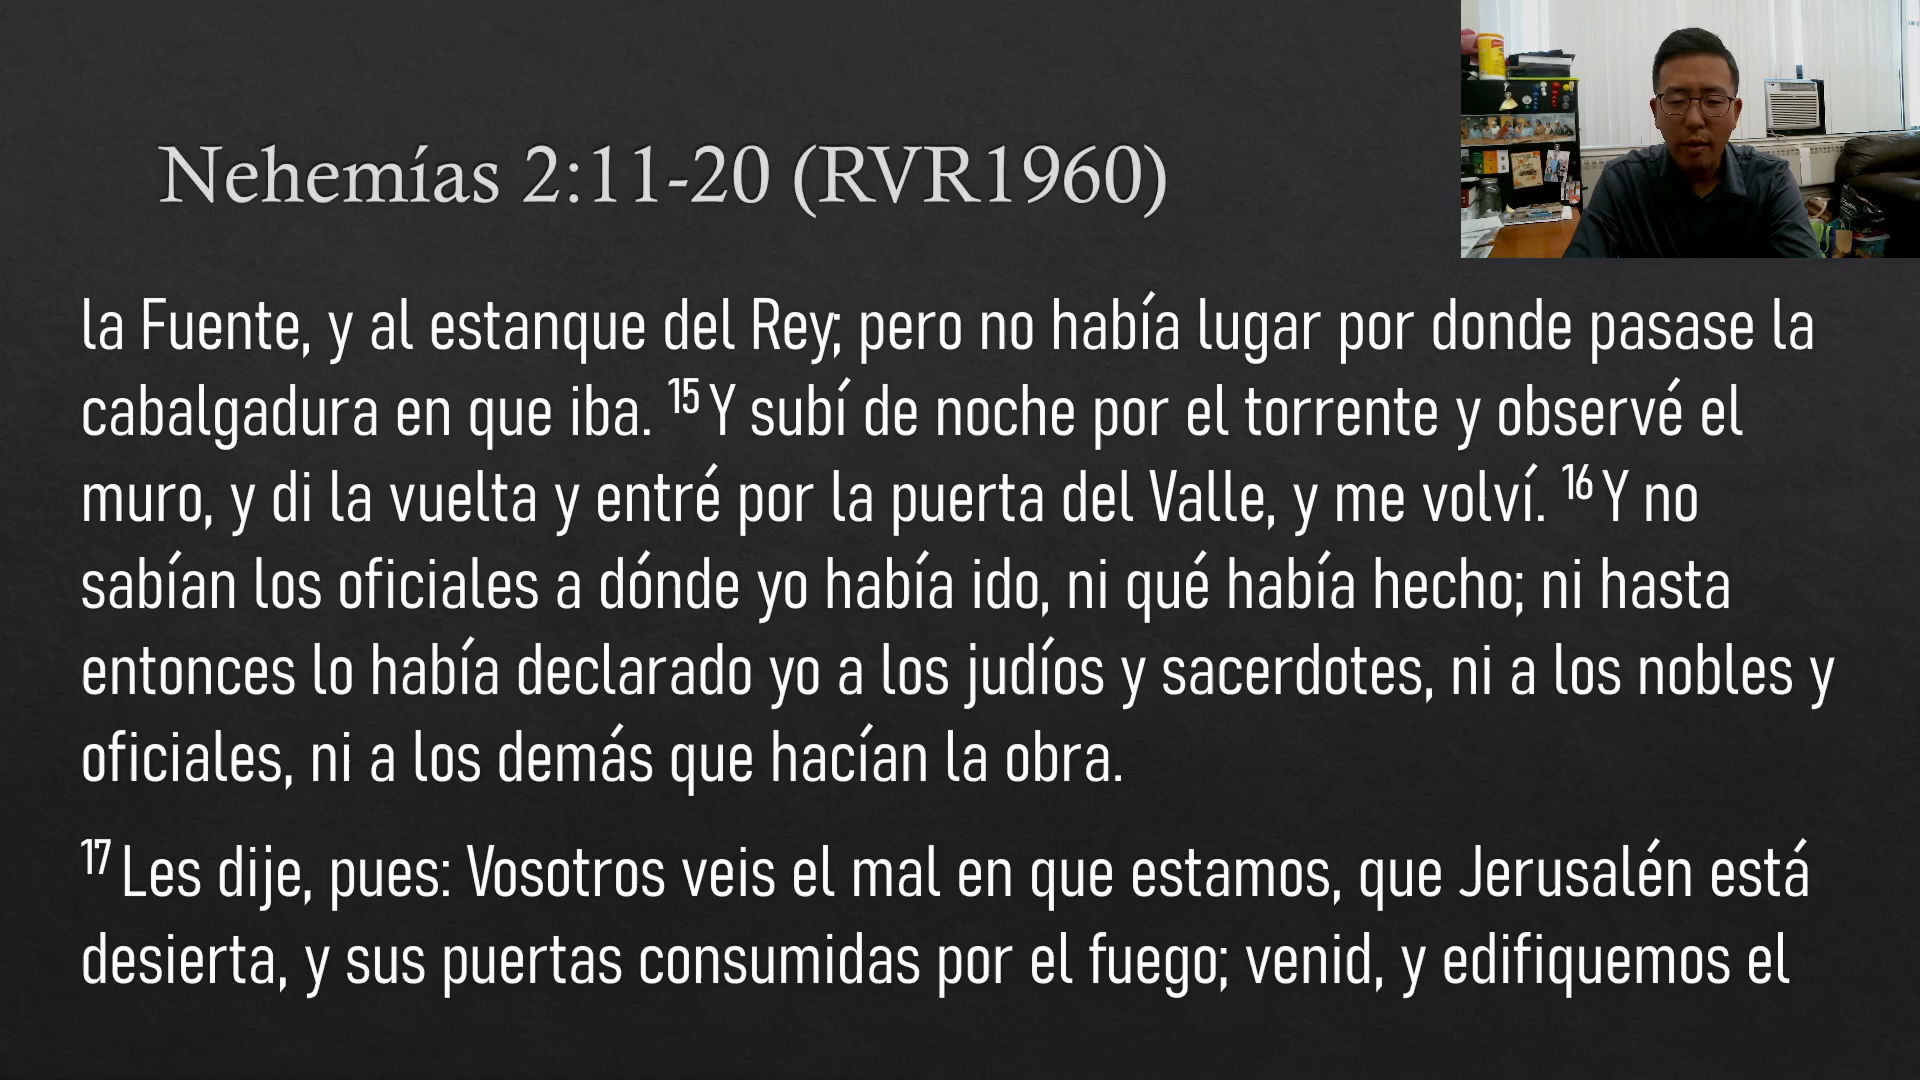 Nehemías 2:11-20 (RVR1960)
la Fuente, y al estanque del Rey; pero no había lugar por donde pasase la
cabalgadura en que iba. 15 Y subí de noche por el torrente y observé el
muro, y di la vuelta y entré por la puerta del Valle, y me volví. 16 Y no
sabían los oficiales a dónde yo había ido, ni qué había hecho; ni hasta
entonces lo había declarado yo a los judíos y sacerdotes, ni a los nobles y
oficiales, ni a los demás que hacían la obra.
17 Les dije, pues: Vosotros veis el mal en que estamos, que Jerusalén está
desierta, y sus puertas consumidas por el fuego; venid, y edifiquemos el